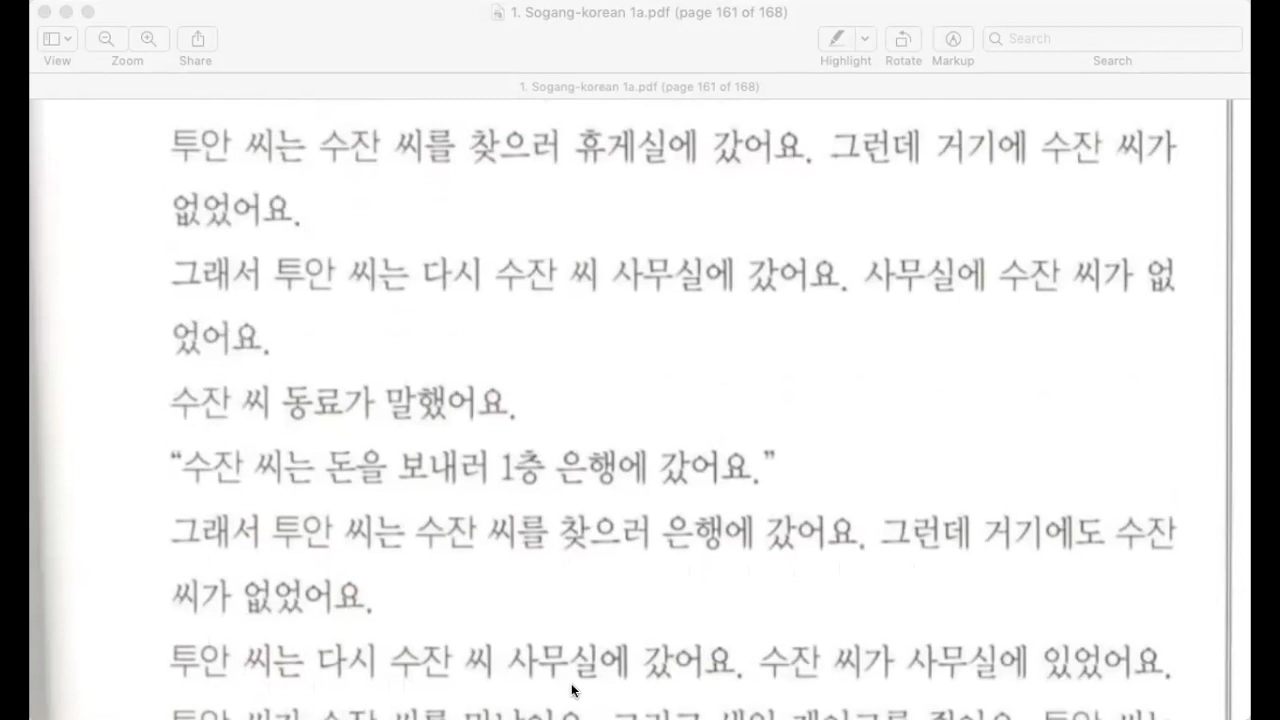 1. Sogang-korean 1a.pdf (page 161 of 168)
View Zoom Share Highlight Rotate Markup Search
Search
1. Sogang-korean 1a.pdf (page 161 of 168)
투안 씨는 수잔 씨를 찾으러 휴게실에 갔어요. 그런데 거기에 수잔 씨가
없었어요.
그래서 투안 씨는 다시 수잔 씨 사무실에 갔어요. 사무실에 수잔 씨가 없
었어요.
수잔 씨 동료가 말했어요.
“수잔 씨는 돈을 보내러 1층 은행에 갔어요.”
그래서 투안 씨는 수잔 씨를 찾으러 은행에 갔어요. 그런데 거기에도 수잔
씨가 없었어요.
투안 씨는 다시 수잔 씨 사무실에 갔어요. 수잔 씨가 사무실에 있었어요.